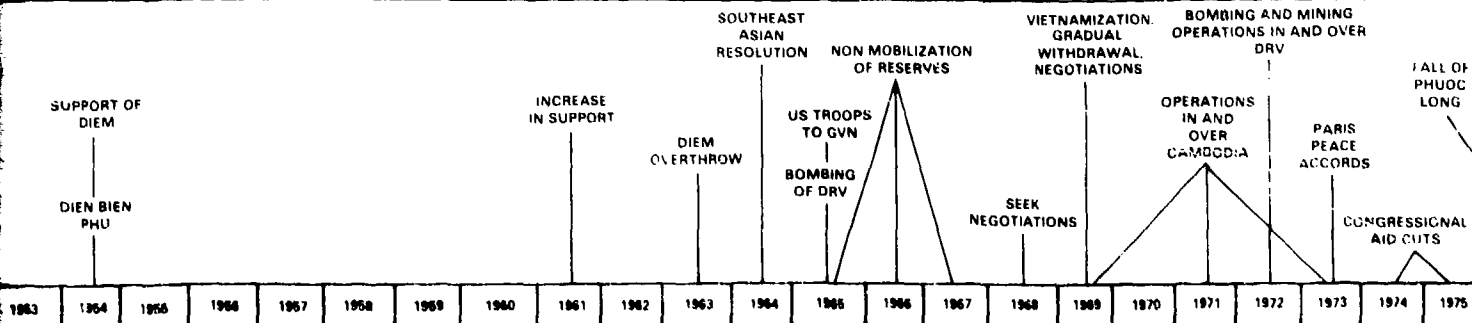 SUPPORT OF
DIEM
DIEN BIEN
PHU
INCREASE
IN SUPPORT
DIEM
OVERTHROW
SOUTHEAST
ASIAN
RESOLUTION
US TROOPS
TO GVN
BOMBING
OF DRV
NON MOBILIZATION
OF RESERVES
SEEK
NEGOTIATIONS
VIETNAMIZATION.
GRADUAL
WITHDRAWAL.
NEGOTIATIONS
OPERATIONS
IN AND
OVER
CAMBODIA
BOMBING AND MINING
OPERATIONS IN AND OVER
DRV
PARIS
PEACE
ACCORDS
CONGRESSIONAL
AID CUTS
FALL OF
PHUOC
LONG
1953 1954 1955 1956 1957 1958 1959 1960 1961 1962 1963 1964 1965 1966 1967 1968 1969 1970 1971 1972 1973 1974 1975